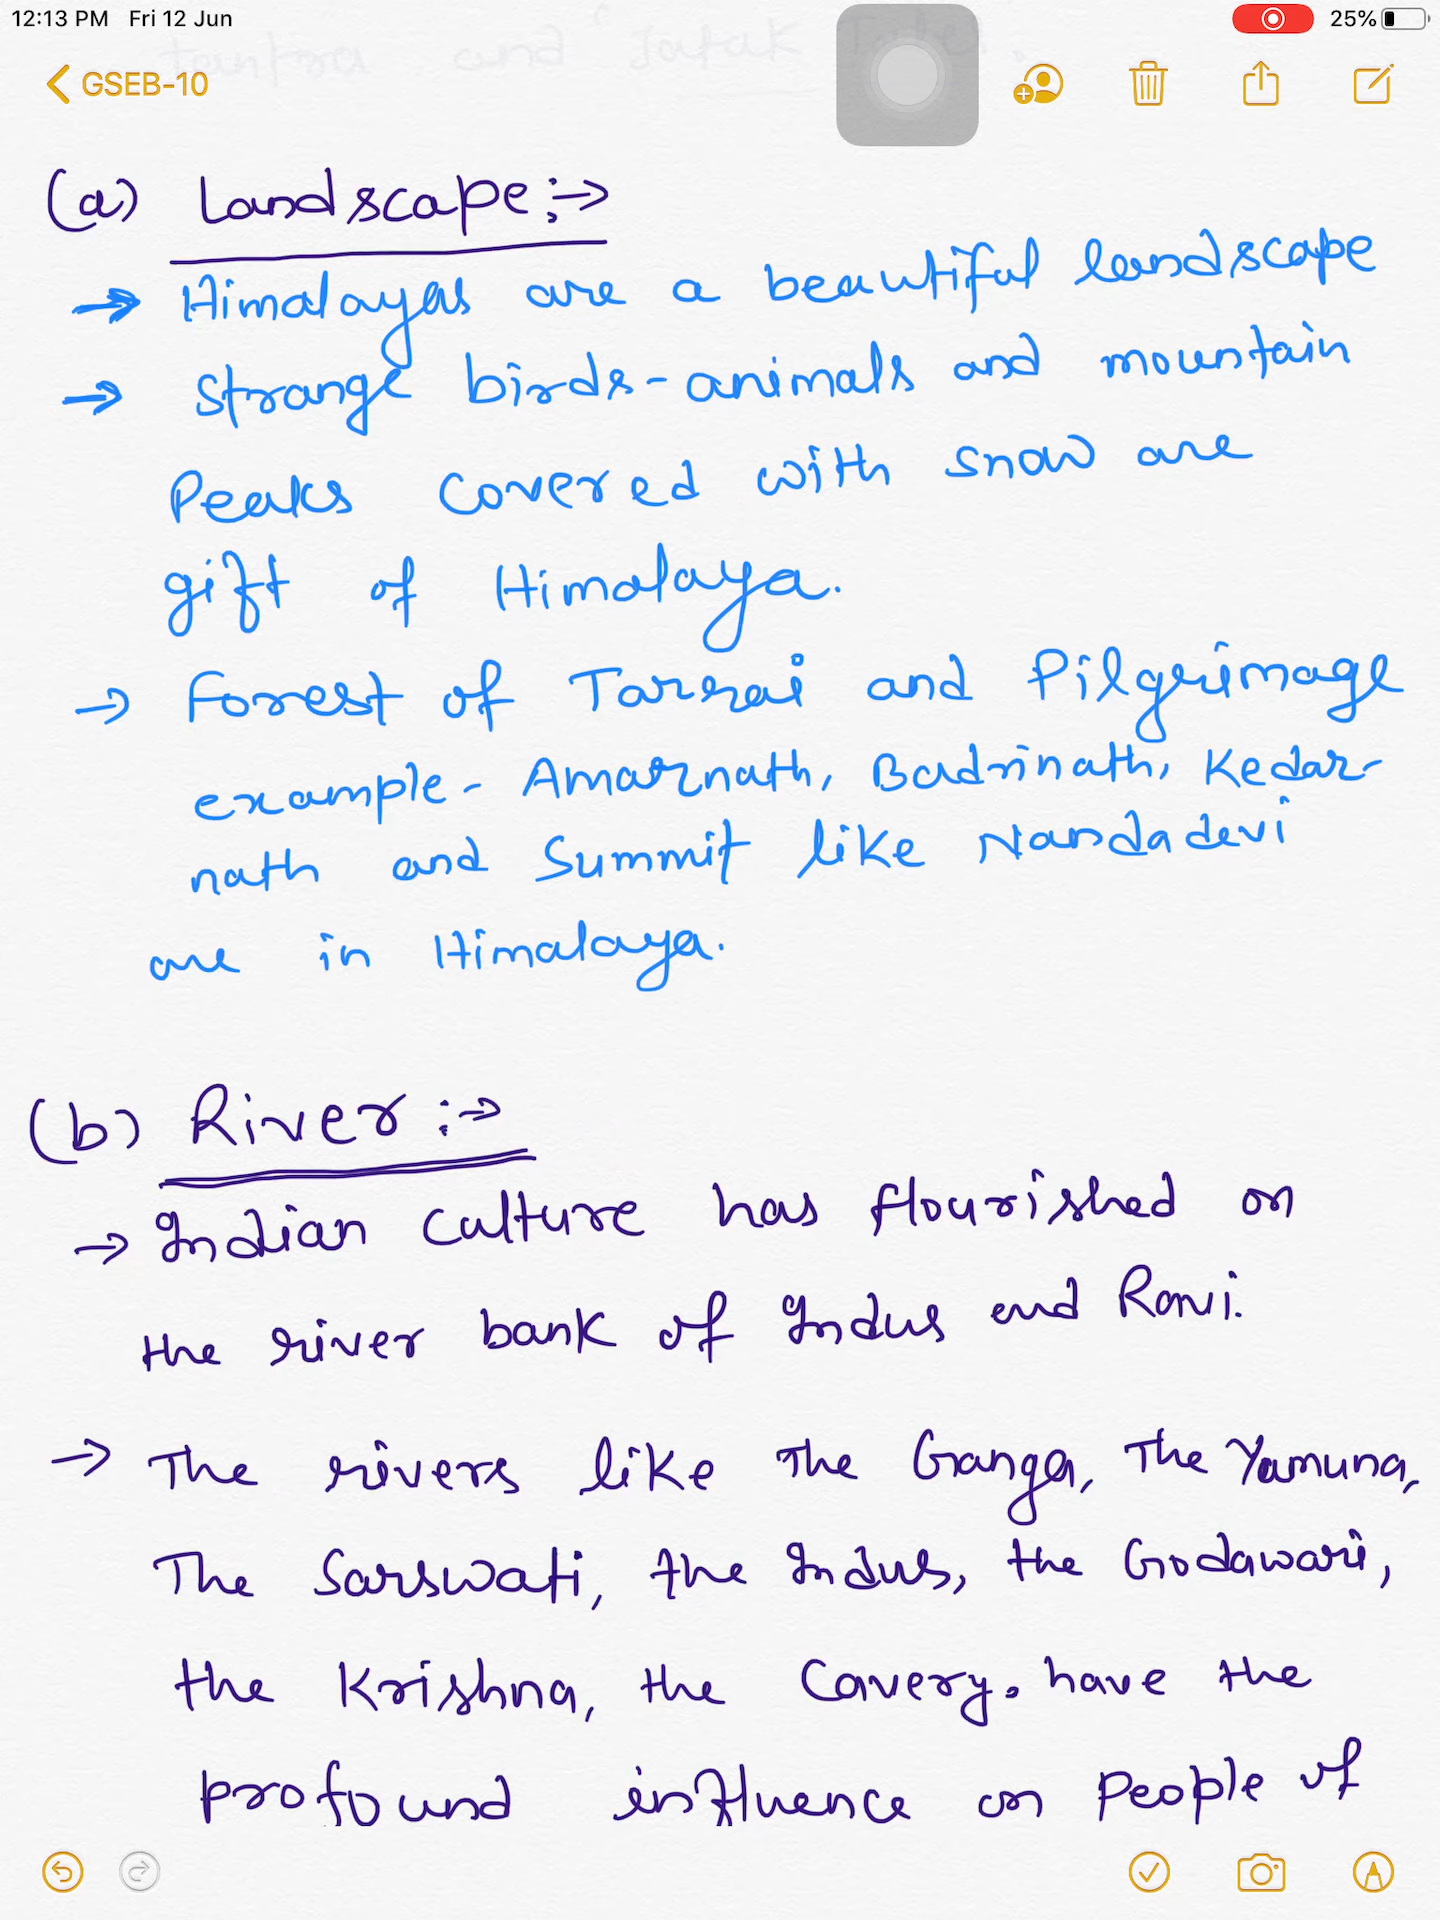 12:13 PM Fri 12 Jun
25%
tantra and Jatak
GSEB-10
(a) Landscape:→
→ Himalayas are a beautiful landscape
→ Strange birds-animals and mountain
Peaks covered with snow are
gift of Himalaya.
→ Forest of Tarrai and Pilgrimage
example- Amarnath, Badrinath, Kedar-
nath and Summit like Nandadevi
are in Himalaya.
(b) River:→
→ Indian culture has flourished on
the river bank of Indus and Ravi.
→ The rivers like The Ganga, The Yamuna,
The Sarswati, the Indus, the Godawari,
the Krishna, the Cavery. have the
profound influence on People of